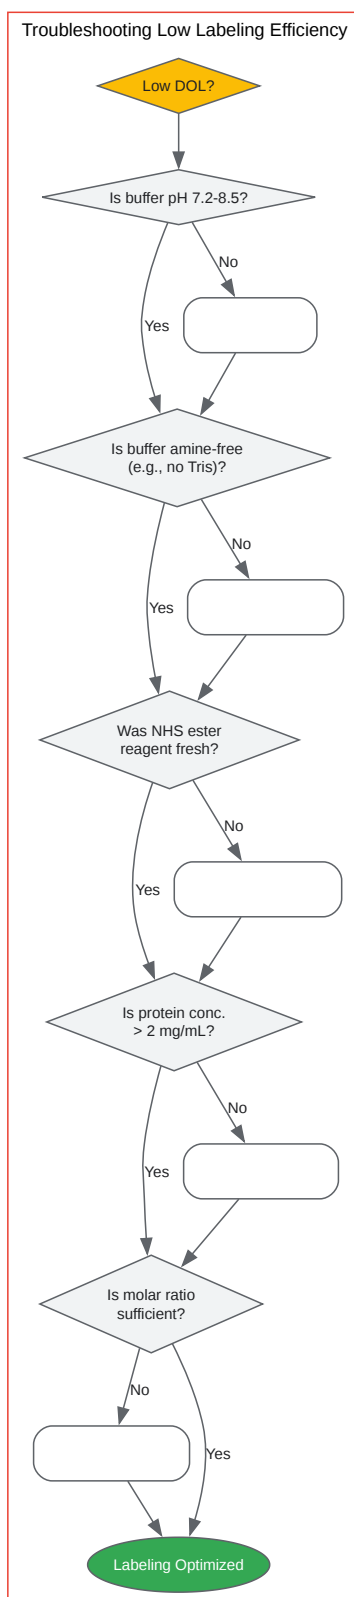 Troubleshooting Low Labeling Efficiency
Low DOL?
Is buffer pH 7.2-8.5?
No
Yes
Is buffer amine-free
(e.g., no Tris)?
No
Yes
Was NHS ester
reagent fresh?
No
Yes
Is protein conc.
> 2 mg/mL?
No
Yes
Is molar ratio
sufficient?
No
Yes
Labeling Optimized